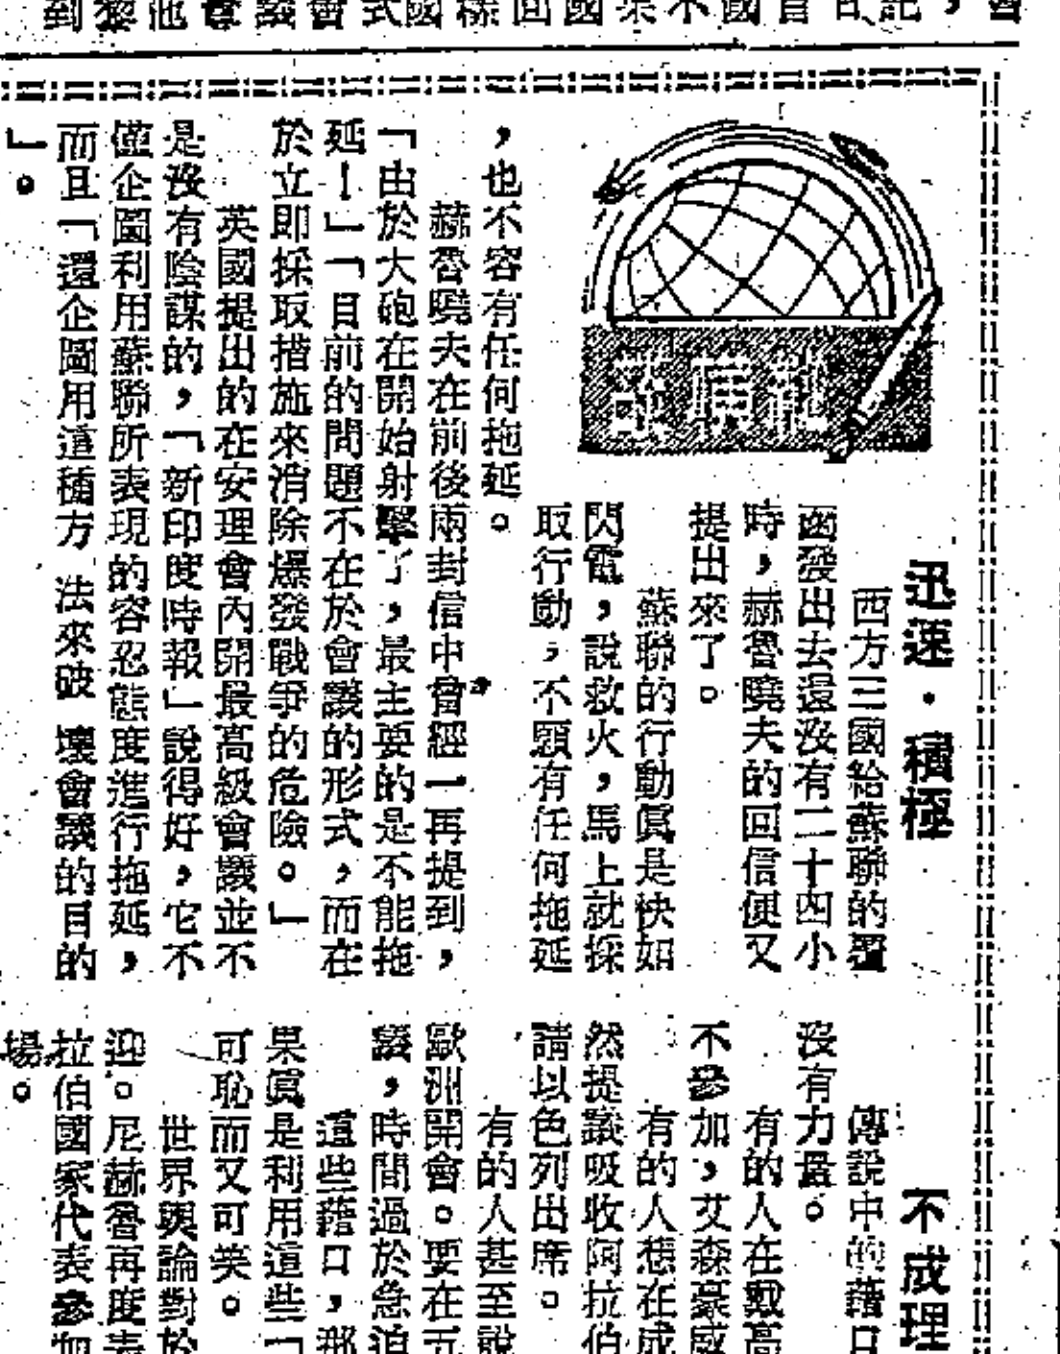 迅速．積極
西方三國給蘇聯的覆
函發出去還沒有二十四小
時，赫魯曉夫的回信便又
提出來了。
蘇聯的行動眞是快如
閃電，說救火，馬上就採
取行動，不願有任何拖延
，也不容有任何拖延。
赫魯曉夫在前後兩封信中曾經一再提到，
「由於大砲在開始射擊了，最主要的是不能拖
延！」「目前的問題不在於會議的形式，而在
於立即採取措施來消除爆發戰爭的危險。」
英國提出的在安理會內開最高級會議並不
是沒有陰謀的，「新印度時報」說得好，它不
僅企圖利用蘇聯所表現的容忍態度進行拖延，
而且「還企圖用這種方法來破壞會議的目的
」。
不成理
傳說中的藉口
沒有力量。
有的人在戴高
不參加，艾森豪威
有的人想在成
然提議吸收阿拉伯
請以色列出席。
有的人甚至說
歐洲開會。要在五
議，時間過於急迫
這些藉口，那
果眞是利用這些「
可恥而又可笑。
世界輿論對於
迎。尼赫魯再度表
拉伯國家代表參加
場。